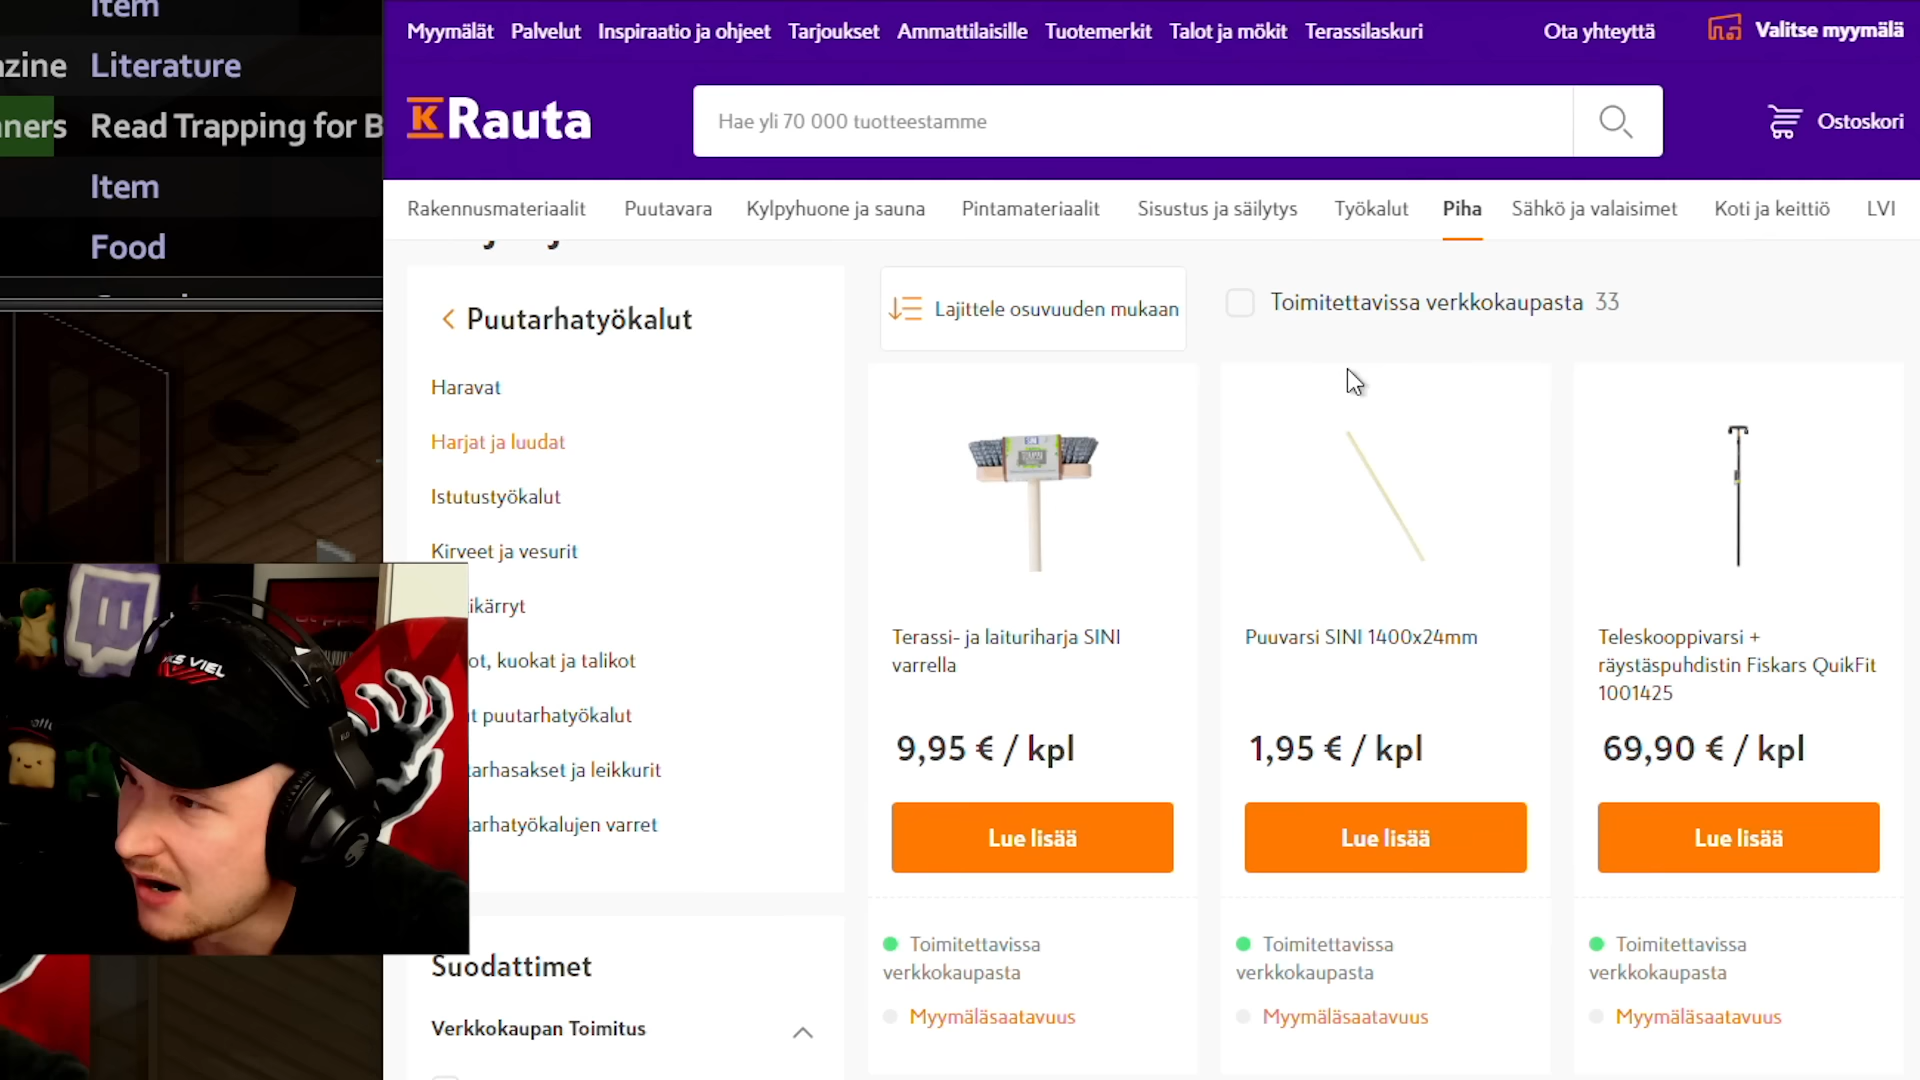 Item
zine Literature
ners Read Trapping for B
Item
Food
Myymälät Palvelut Inspiraatio ja ohjeet Tarjoukset Ammattilaisille Tuotemerkit Talot ja mökit Terassilaskuri Ota yhteyttä Valitse myymälä
K Rauta Hae yli 70 000 tuotteestamme Ostoskori
Rakennusmateriaalit Puutavara Kylpyhuone ja sauna Pintamateriaalit Sisustus ja säilytys Työkalut Piha Sähkö ja valaisimet Koti ja keittiö LVI
Puutarhatyökalut
Haravat
Harjat ja luudat
Istutustyökalut
Kirveet ja vesurit
ikärryt
ot, kuokat ja talikot
t puutarhatyökalut
arhasakset ja leikkurit
arhatyökalujen varret
Suodattimet
Verkkokaupan Toimitus
Lajittele osuvuuden mukaan
Toimitettavissa verkkokaupasta 33
Terassi- ja laituriharja SINI
varrella
9,95 € / kpl
Lue lisää
Toimitettavissa
verkkokaupasta
Myymäläsaatavuus
Puuvarsi SINI 1400x24mm
1,95 € / kpl
Lue lisää
Toimitettavissa
verkkokaupasta
Myymäläsaatavuus
Teleskooppivarsi +
räystäspuhdistin Fiskars QuikFit
1001425
69,90 € / kpl
Lue lisää
Toimitettavissa
verkkokaupasta
Myymäläsaatavuus
KS VIEL